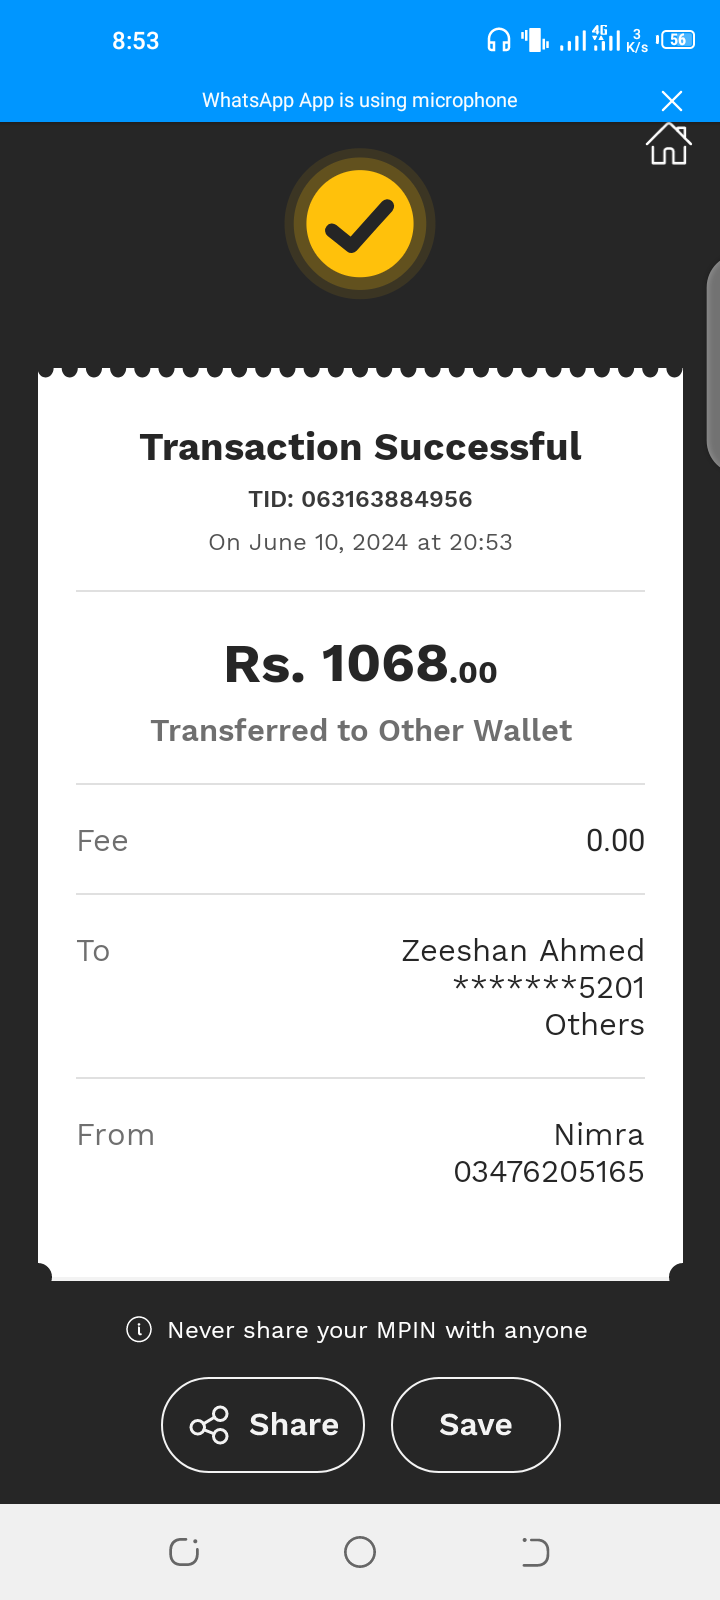 8:53
4G
3
K/s
56
WhatsApp App is using microphone
Transaction Successful
TID: 063163884956
On June 10, 2024 at 20:53
Rs. 1068.00
Transferred to Other Wallet
Fee 0.00
To Zeeshan Ahmed
*******5201
Others
From Nimra
03476205165
Never share your MPIN with anyone
Share Save